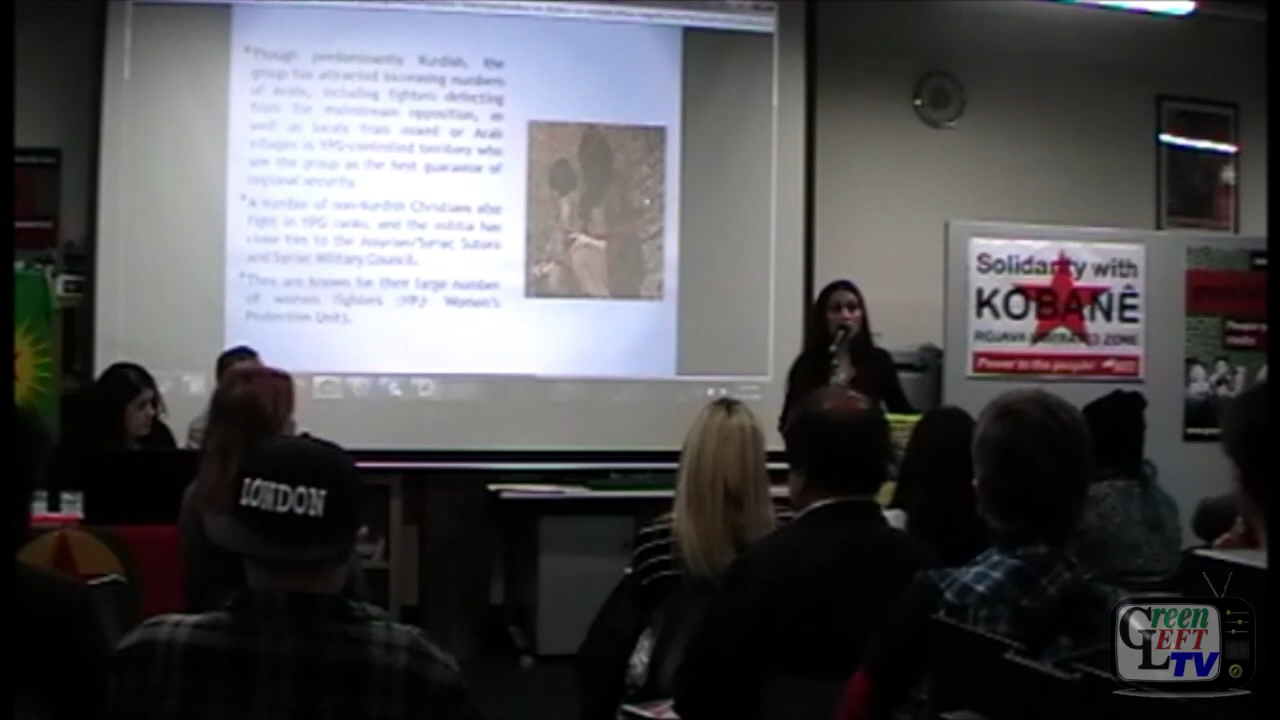 Though predominantly Kurdish, the
group has attracted increasing numbers
of Arabs, including fighters defecting
from the mainstream opposition, as
well as locals from mixed or Arab
villages in YPG-controlled territory who
see the group as the best guarantor of
regional security.
A number of non-Kurdish Christians also
fight in YPG ranks, and the militia has
close ties to the Assyrian/Syriac Sutoro
and Syriac Military Council.
They are known for their large number
of women fighters (YPJ- Women's
Protection Unit).
Solidarity with
KOBANÊ
ROJAVA LIBERATED ZONE
Power to the people!
LONDON
Green
LEFT
TV